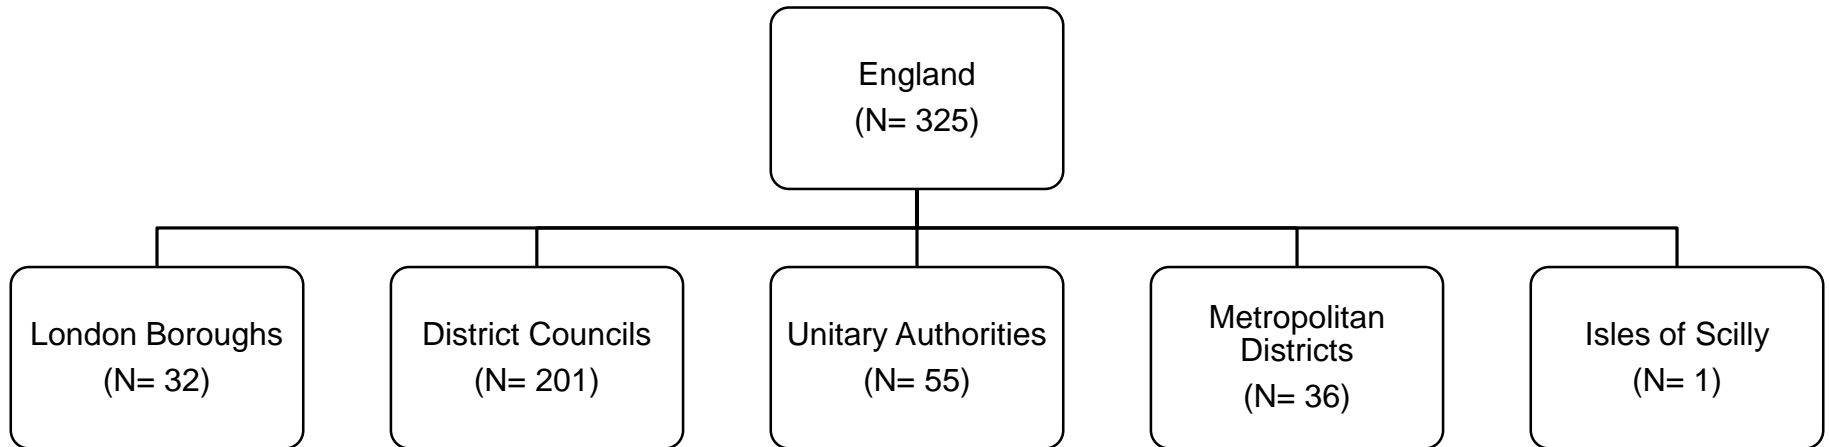 England
(N= 325)
London Boroughs
(N= 32)
District Councils
(N= 201)
Unitary Authorities
(N= 55)
Metropolitan
Districts
(N= 36)
Isles of Scilly
(N= 1)